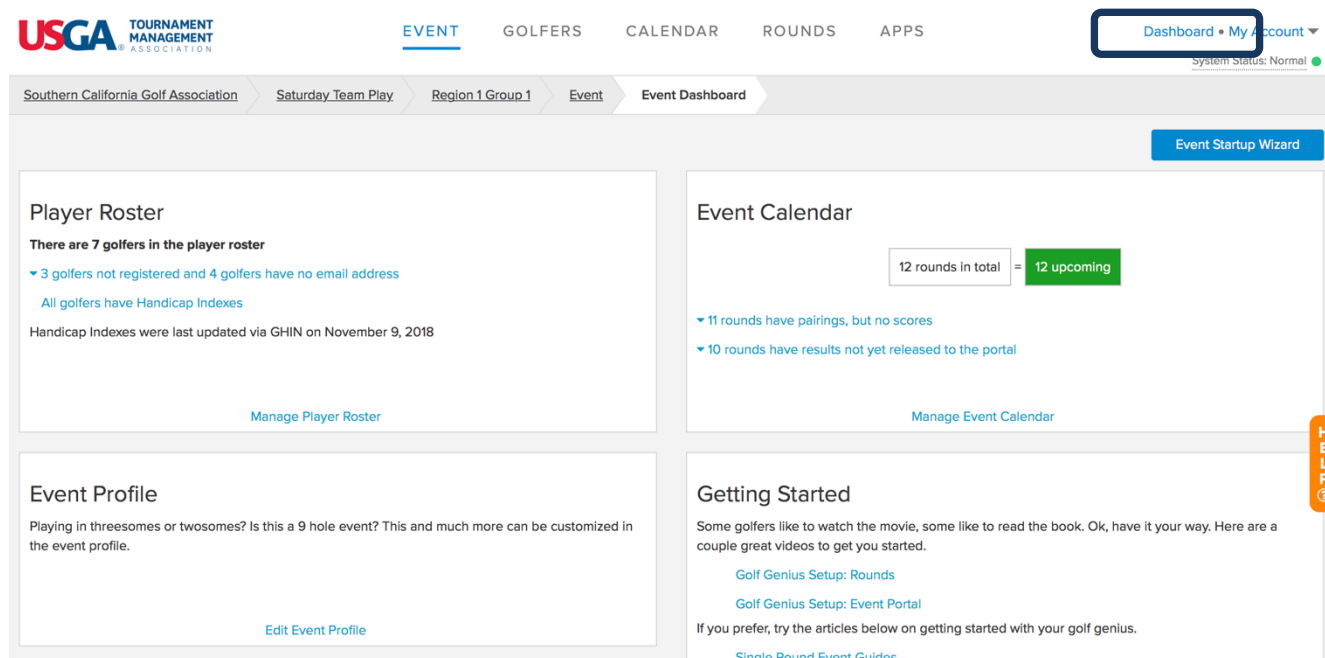 USGA® TOURNAMENT
MANAGEMENT
ASSOCIATION
EVENT GOLFERS CALENDAR ROUNDS APPS
Dashboard • My Account
System Status: Normal
Southern California Golf Association Saturday Team Play Region 1 Group 1 Event Event Dashboard
Event Startup Wizard
Player Roster
There are 7 golfers in the player roster
3 golfers not registered and 4 golfers have no email address
All golfers have Handicap Indexes
Handicap Indexes were last updated via GHIN on November 9, 2018
Manage Player Roster
Event Calendar
12 rounds in total = 12 upcoming
11 rounds have pairings, but no scores
10 rounds have results not yet released to the portal
Manage Event Calendar
HELP
Event Profile
Playing in threesomes or twosomes? Is this a 9 hole event? This and much more can be customized in
the event profile.
Edit Event Profile
Getting Started
Some golfers like to watch the movie, some like to read the book. Ok, have it your way. Here are a
couple great videos to get you started.
Golf Genius Setup: Rounds
Golf Genius Setup: Event Portal
If you prefer, try the articles below on getting started with your golf genius.
Single Round Event Guides